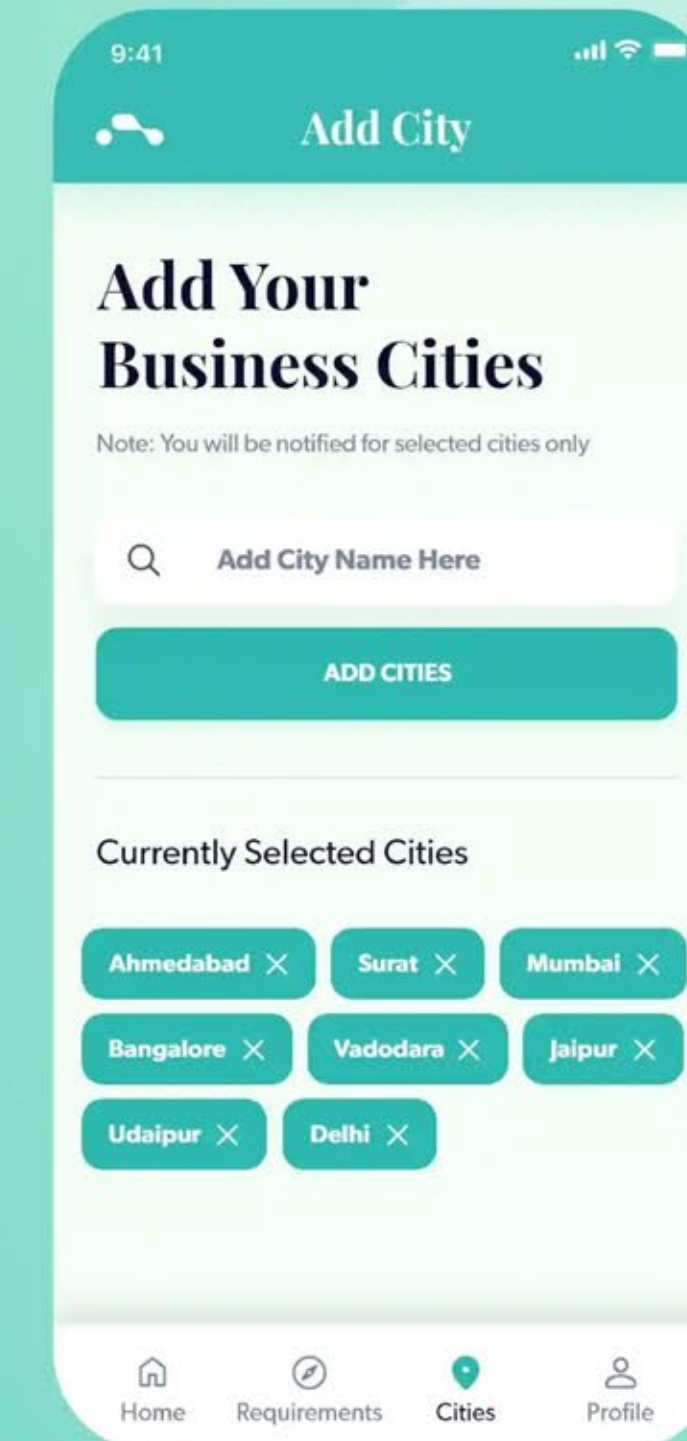 9:41
Add City
Add Your
Business Cities
Note: You will be notified for selected cities only
Add City Name Here
ADD CITIES
Currently Selected Cities
Ahmedabad Surat Mumbai
Bangalore Vadodara Jaipur
Udaipur Delhi
Home Requirements Cities Profile